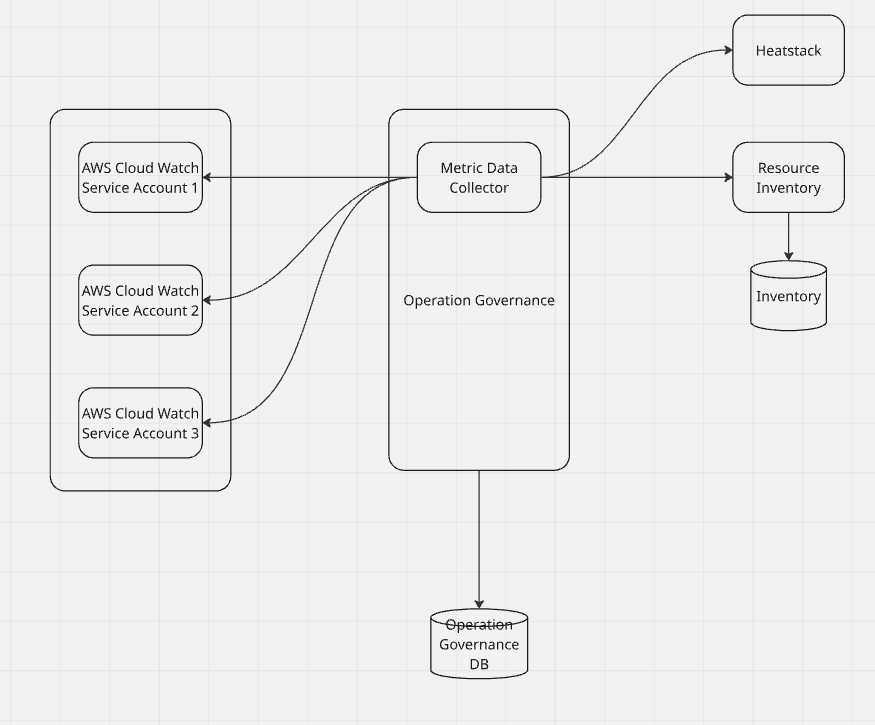 Heatstack
AWS Cloud Watch
Service Account 1
Metric Data
Collector
Resource
Inventory
AWS Cloud Watch
Service Account 2
Operation Governance
Inventory
AWS Cloud Watch
Service Account 3
Operation
Governance
DB